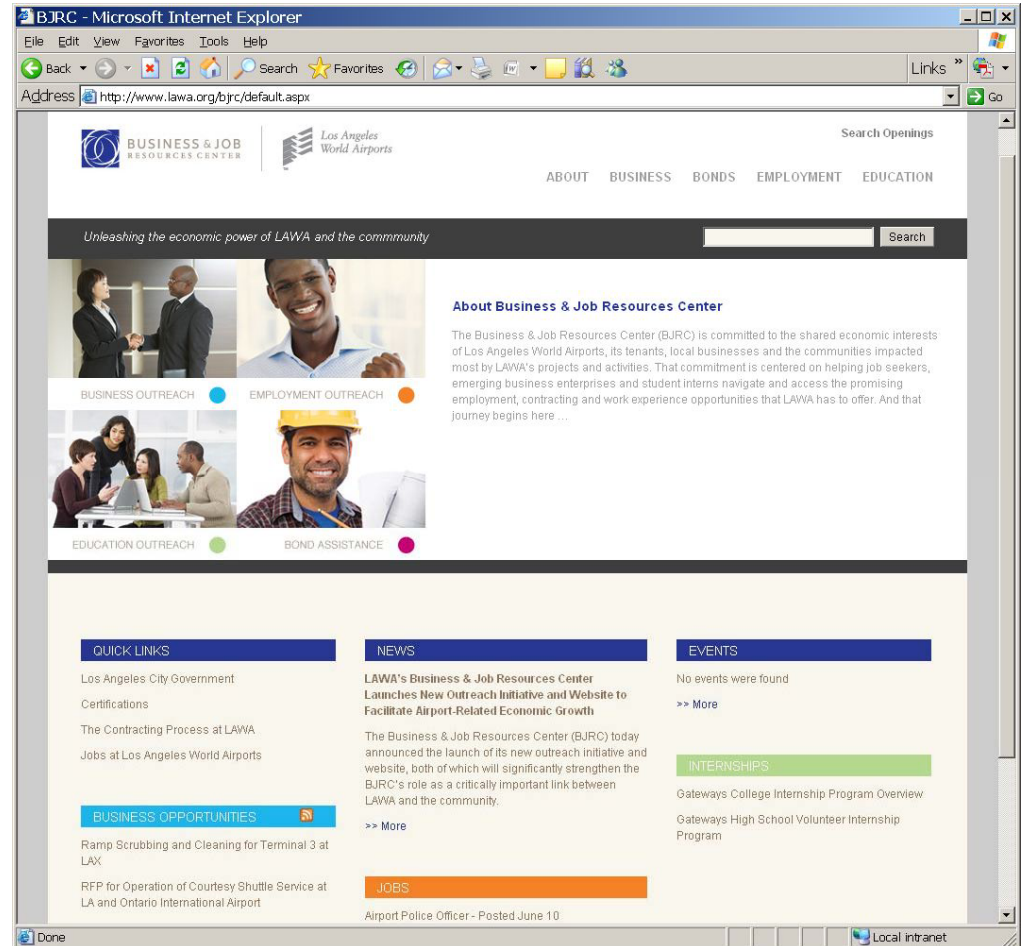 BJRC - Microsoft Internet Explorer
File Edit View Favorites Tools Help
Back Search Favorites Links »
Address http://www.lawa.org/bjrc/default.aspx Go
BUSINESS & JOB
RESOURCES CENTER
Los Angeles
World Airports
Search Openings
ABOUT BUSINESS BONDS EMPLOYMENT EDUCATION
Unleashing the economic power of LAWA and the commmunity
Search
BUSINESS OUTREACH
EMPLOYMENT OUTREACH
EDUCATION OUTREACH
BOND ASSISTANCE
About Business & Job Resources Center
The Business & Job Resources Center (BJRC) is committed to the shared economic interests
of Los Angeles World Airports, its tenants, local businesses and the communities impacted
most by LAWA's projects and activities. That commitment is centered on helping job seekers,
emerging business enterprises and student interns navigate and access the promising
employment, contracting and work experience opportunities that LAWA has to offer. And that
journey begins here ...
QUICK LINKS
Los Angeles City Government
Certifications
The Contracting Process at LAWA
Jobs at Los Angeles World Airports
BUSINESS OPPORTUNITIES
Ramp Scrubbing and Cleaning for Terminal 3 at
LAX
RFP for Operation of Courtesy Shuttle Service at
LA and Ontario International Airport
NEWS
LAWA's Business & Job Resources Center
Launches New Outreach Initiative and Website to
Facilitate Airport-Related Economic Growth
The Business & Job Resources Center (BJRC) today
announced the launch of its new outreach initiative and
website, both of which will significantly strengthen the
BJRC's role as a critically important link between
LAWA and the community.
>> More
JOBS
Airport Police Officer - Posted June 10
EVENTS
No events were found
>> More
INTERNSHIPS
Gateways College Internship Program Overview
Gateways High School Volunteer Internship
Program
Done
Local intranet